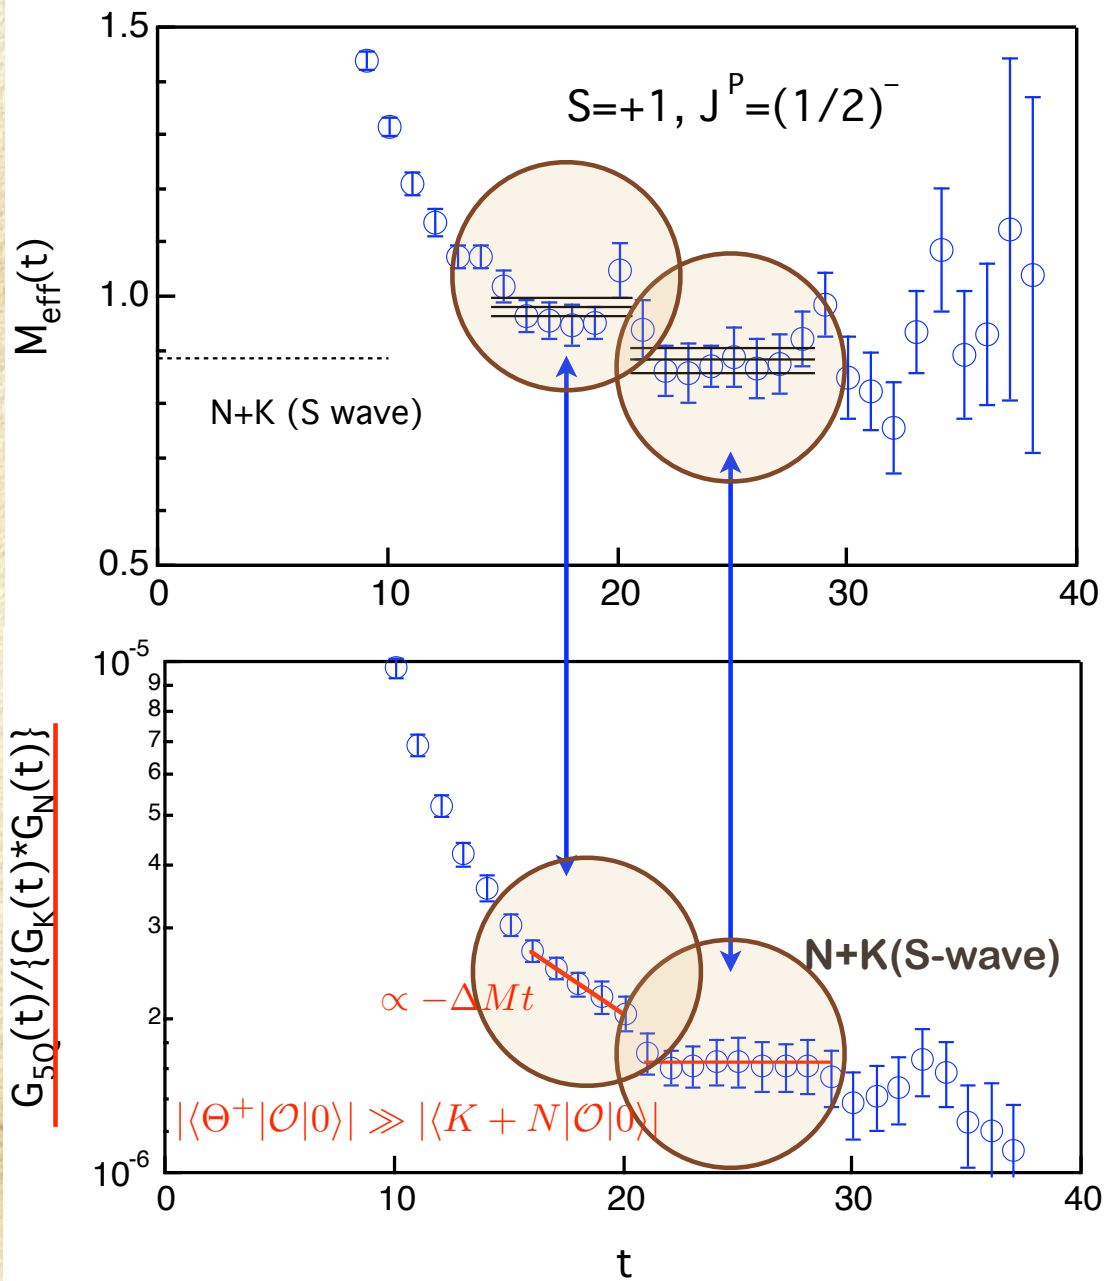 1.5
S=+1, J^P=(1/2)^-
M_eff(t)
1.0
N+K (S wave)
0.5
0 10 20 30 40
10^-5
9
8
7
6
5
4
3
2
10^-6
G_5Q(t)/{G_K(t)*G_N(t)}
N+K(S-wave)
∝ −ΔMt
|⟨Θ^+|𝒪|0⟩| ≫ |⟨K + N|𝒪|0⟩|
0 10 20 30 40
t